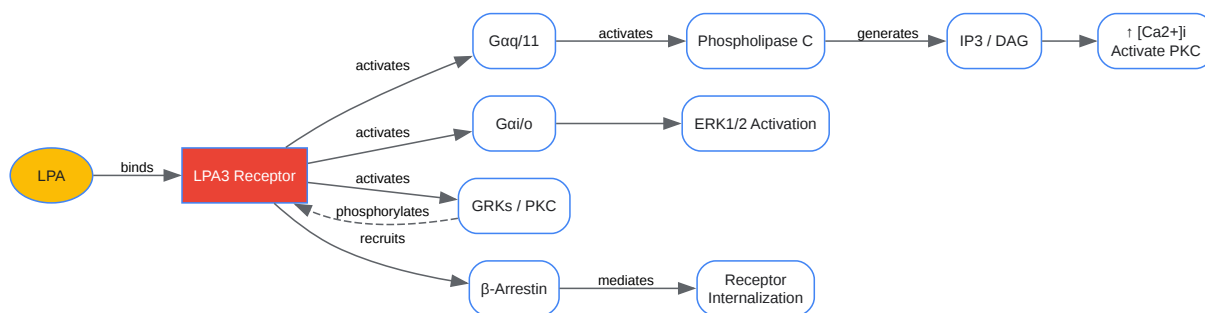 LPA
binds
LPA3 Receptor
activates
Gαq/11
activates
Phospholipase C
generates
IP3 / DAG
↑ [Ca2+]i
Activate PKC
activates
Gαi/o
ERK1/2 Activation
activates
GRKs / PKC
phosphorylates
recruits
β-Arrestin
mediates
Receptor
Internalization